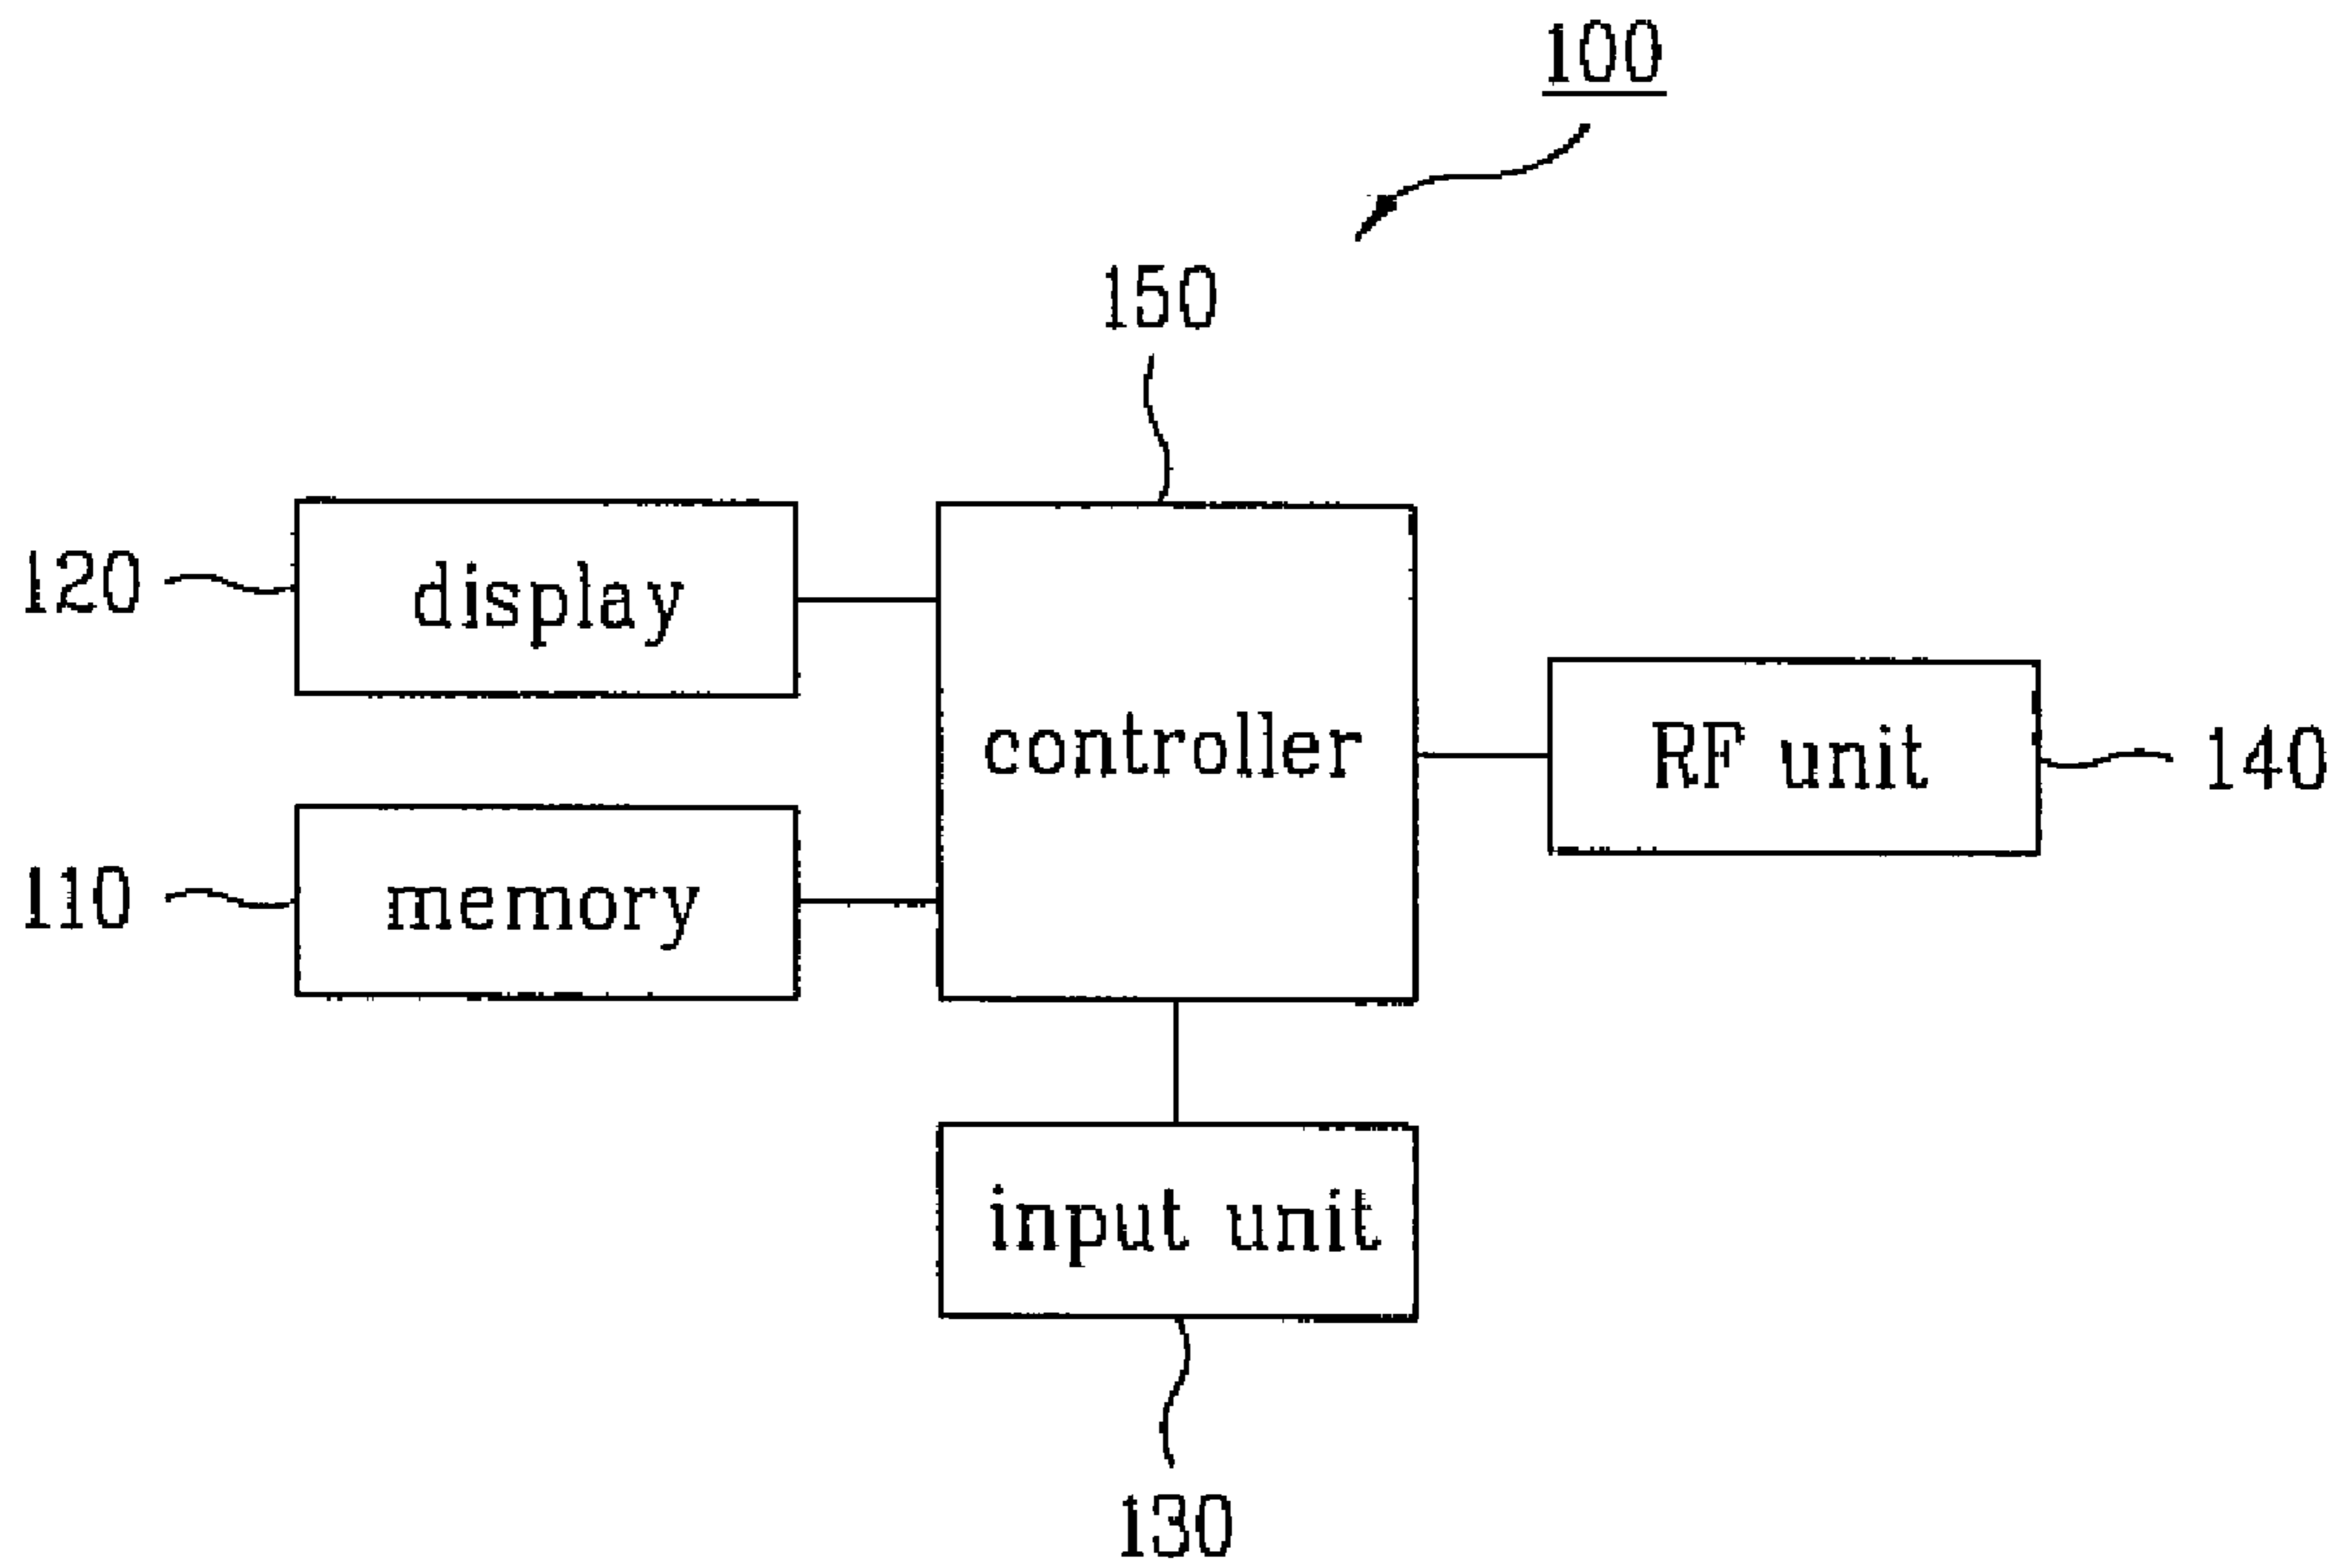 100
150
120 display
controller
RF unit 140
110 memory
input unit
130